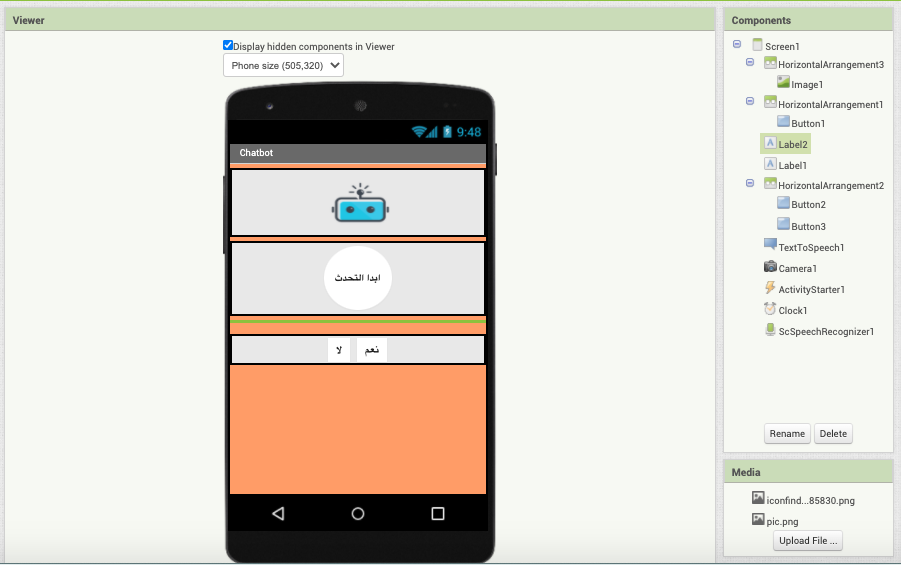 Viewer
Display hidden components in Viewer
Phone size (505,320)
9:48
Chatbot
ابدا التحدث
لا نعم
Components
Screen1
HorizontalArrangement3
Image1
HorizontalArrangement1
Button1
A Label2
A Label1
HorizontalArrangement2
Button2
Button3
TextToSpeech1
Camera1
ActivityStarter1
Clock1
ScSpeechRecognizer1
Rename Delete
Media
iconfind...85830.png
pic.png
Upload File ...